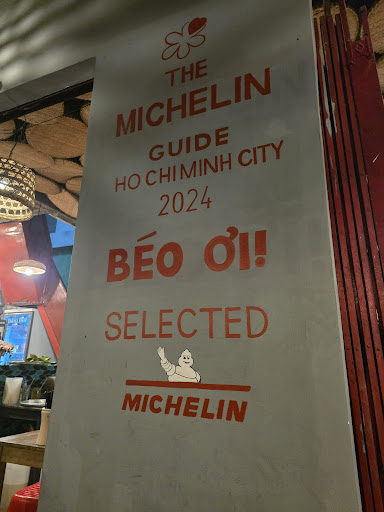 THE
MICHELIN
GUIDE
HO CHI MINH CITY
2024
BÉO ƠI!
SELECTED
MICHELIN